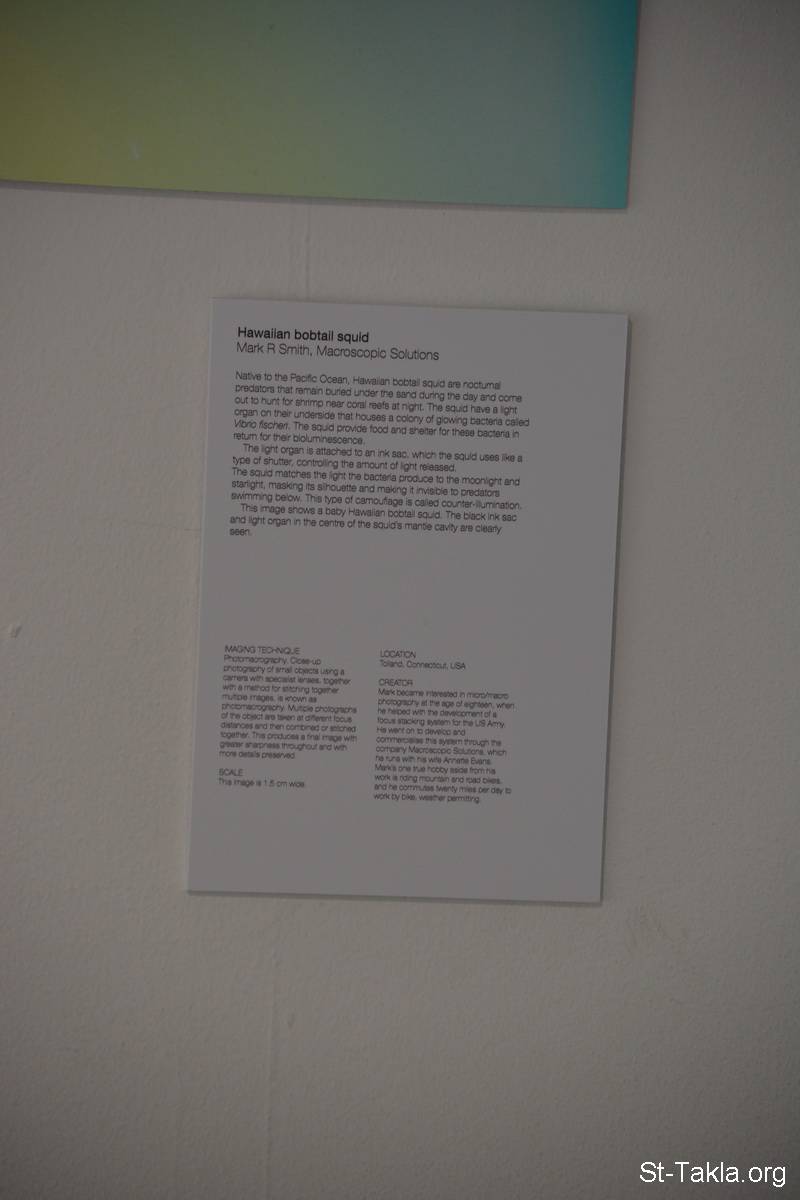 Hawaiian bobtail squid
Mark R Smith, Macroscopic Solutions
Native to the Pacific Ocean, Hawaiian bobtail squid are nocturnal
predators that remain buried under the sand during the day and come
out to hunt for shrimp near coral reefs at night. The squid have a light
organ on their underside that houses a colony of glowing bacteria called
Vibrio fischeri. The squid provide food and shelter for these bacteria in
return for their bioluminescence.
The light organ is attached to an ink sac, which the squid uses like a
type of shutter, controlling the amount of light released.
The squid matches the light the bacteria produce to the moonlight and
starlight, masking its silhouette and making it invisible to predators
swimming below. This type of camouflage is called counter-illumination.
This image shows a baby Hawaiian bobtail squid. The black ink sac
and light organ in the centre of the squid's mantle cavity are clearly
seen.
IMAGING TECHNIQUE
Photomacrography. Close-up
photography of small objects using a
camera with specialist lenses, together
with a method for stitching together
multiple images, is known as
photomacrography. Multiple photographs
of the object are taken at different focus
distances and then combined or stitched
together. This produces a final image with
greater sharpness throughout and with
more details preserved.
SCALE
This image is 1.5 cm wide.
LOCATION
Tolland, Connecticut, USA
CREATOR
Mark became interested in micro/macro
photography at the age of eighteen, when
he helped with the development of a
focus stacking system for the US Army.
He went on to develop and
commercialise this system through the
company Macroscopic Solutions, which
he runs with his wife Annette Evans.
Mark's one true hobby aside from his
work is riding mountain and road bikes,
and he commutes twenty miles per day to
work by bike, weather permitting.
St-Takla.org